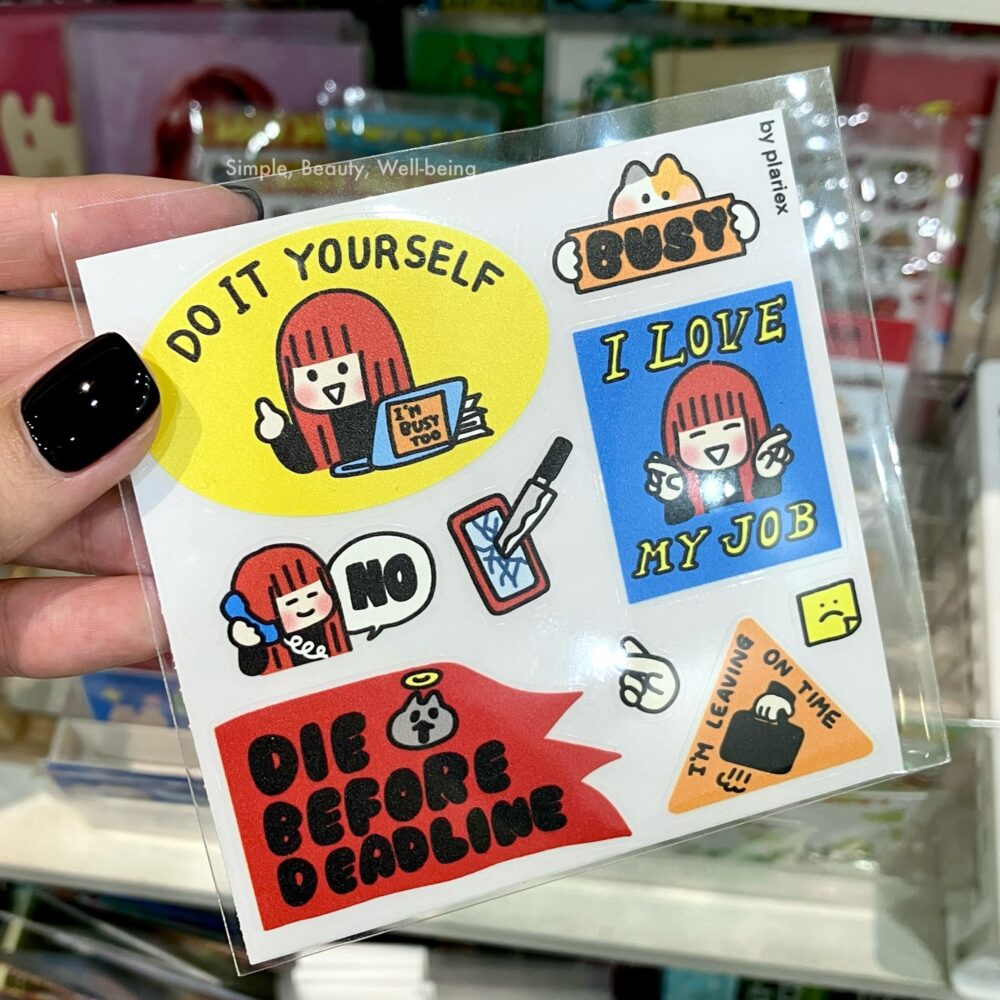 Simple, Beauty, Well-being
by plariex
DO IT YOURSELF
I'M
BUSY
TOO
BUSY
I LOVE
MY JOB
NO
DIE
BEFORE
DEADLINE
I'M LEAVING ON TIME